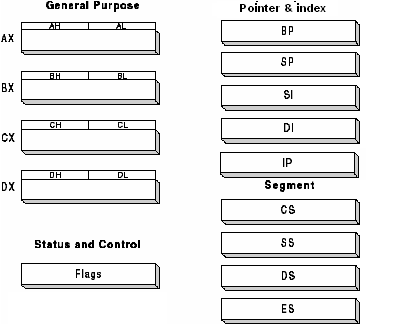 General Purpose
AH AL
AX
BH BL
BX
CH CL
CX
DH DL
DX
Status and Control
Flags
Pointer & index
BP
SP
SI
DI
IP
Segment
CS
SS
DS
ES